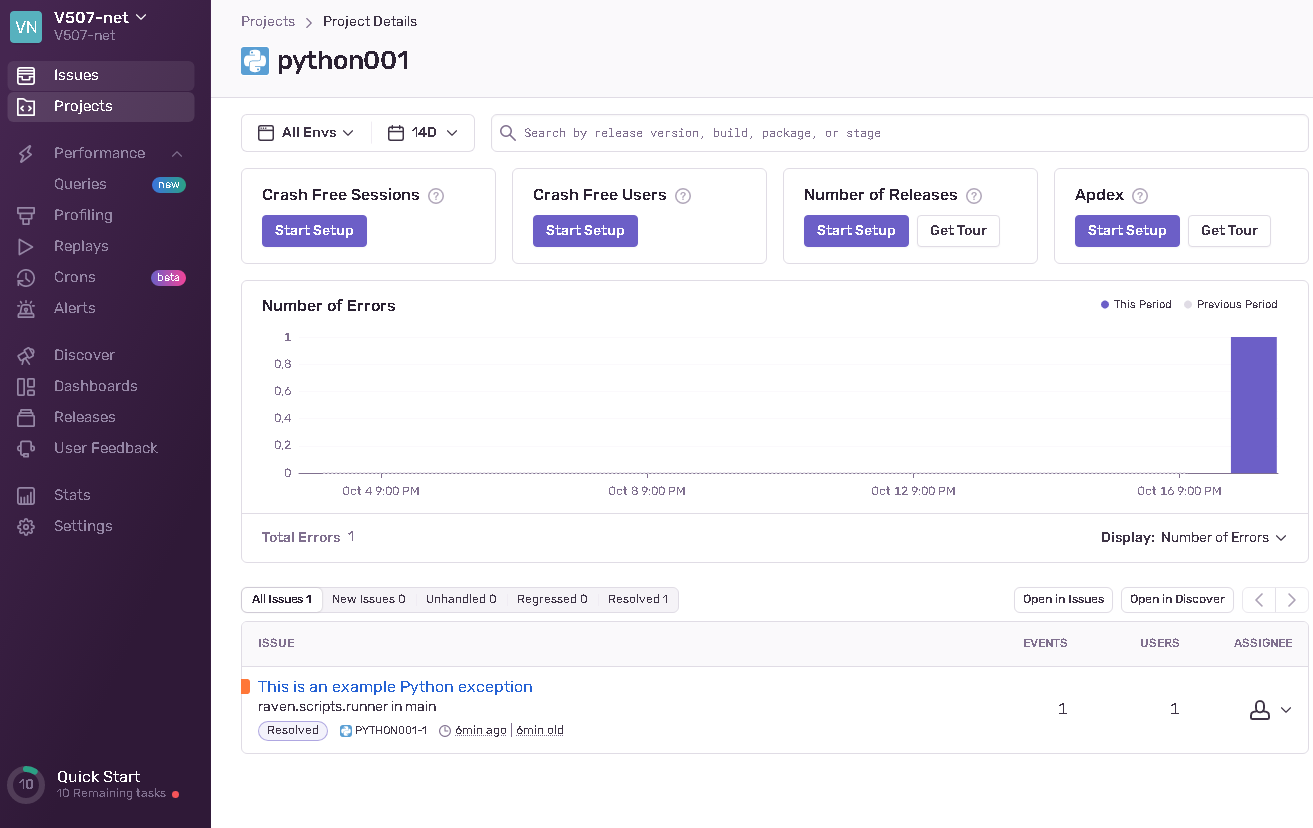 VN
V507-net
V507-net
Issues
Projects
Performance
Queries new
Profiling
Replays
Crons beta
Alerts
Discover
Dashboards
Releases
User Feedback
Stats
Settings
10
Quick Start
10 Remaining tasks
Projects > Project Details
python001
All Envs 14D Search by release version, build, package, or stage
Crash Free Sessions ?
Start Setup
Crash Free Users ?
Start Setup
Number of Releases ?
Start Setup Get Tour
Apdex ?
Start Setup Get Tour
Number of Errors This Period Previous Period
1
0,8
0,6
0,4
0,2
0
Oct 4 9:00 PM Oct 8 9:00 PM Oct 12 9:00 PM Oct 16 9:00 PM
Total Errors 1 Display: Number of Errors
All Issues 1 New Issues 0 Unhandled 0 Regressed 0 Resolved 1 Open in Issues Open in Discover
ISSUE EVENTS USERS ASSIGNEE
This is an example Python exception
raven.scripts.runner in main 1 1
Resolved PYTHON001-1 6min ago | 6min old